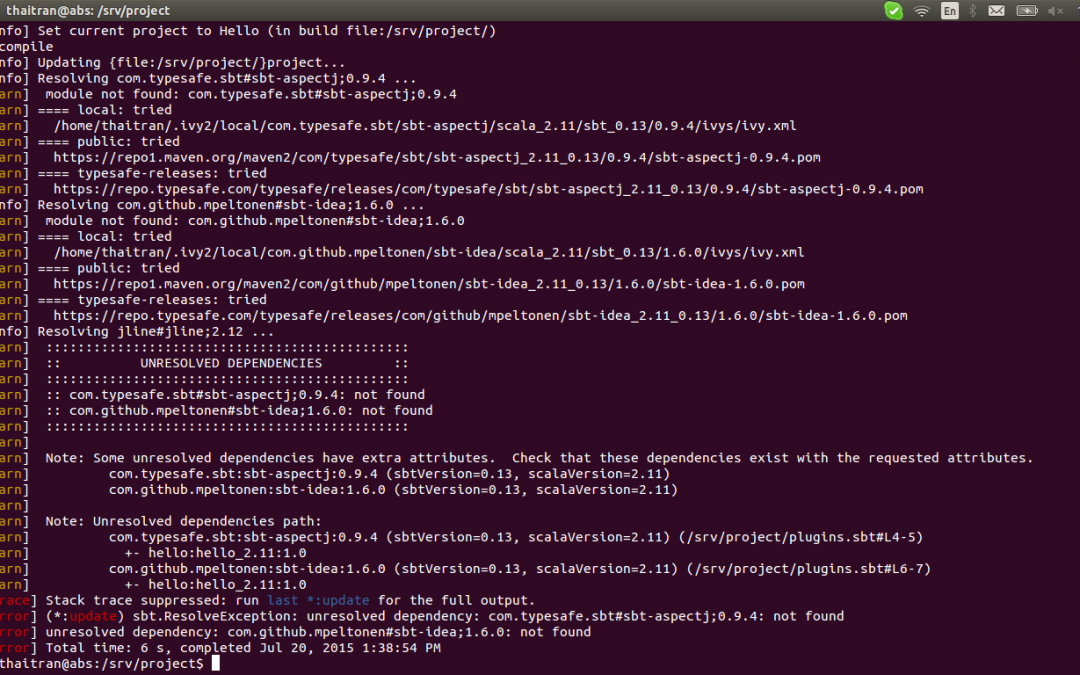 thaitran@abs: /srv/project
En
nfo] Set current project to Hello (in build file:/srv/project/)
compile
nfo] Updating {file:/srv/project/}project...
nfo] Resolving com.typesafe.sbt#sbt-aspectj;0.9.4 ...
arn]  module not found: com.typesafe.sbt#sbt-aspectj;0.9.4
arn] ==== local: tried
arn]   /home/thaitran/.ivy2/local/com.typesafe.sbt/sbt-aspectj/scala_2.11/sbt_0.13/0.9.4/ivys/ivy.xml
arn] ==== public: tried
arn]   https://repo1.maven.org/maven2/com/typesafe/sbt/sbt-aspectj_2.11_0.13/0.9.4/sbt-aspectj-0.9.4.pom
arn] ==== typesafe-releases: tried
arn]   https://repo.typesafe.com/typesafe/releases/com/typesafe/sbt/sbt-aspectj_2.11_0.13/0.9.4/sbt-aspectj-0.9.4.pom
nfo] Resolving com.github.mpeltonen#sbt-idea;1.6.0 ...
arn]  module not found: com.github.mpeltonen#sbt-idea;1.6.0
arn] ==== local: tried
arn]   /home/thaitran/.ivy2/local/com.github.mpeltonen/sbt-idea/scala_2.11/sbt_0.13/1.6.0/ivys/ivy.xml
arn] ==== public: tried
arn]   https://repo1.maven.org/maven2/com/github/mpeltonen/sbt-idea_2.11_0.13/1.6.0/sbt-idea-1.6.0.pom
arn] ==== typesafe-releases: tried
arn]   https://repo.typesafe.com/typesafe/releases/com/github/mpeltonen/sbt-idea_2.11_0.13/1.6.0/sbt-idea-1.6.0.pom
nfo] Resolving jline#jline;2.12 ...
arn]  ::::::::::::::::::::::::::::::::::::::::::::::
arn]  ::          UNRESOLVED DEPENDENCIES         ::
arn]  ::::::::::::::::::::::::::::::::::::::::::::::
arn]  :: com.typesafe.sbt#sbt-aspectj;0.9.4: not found
arn]  :: com.github.mpeltonen#sbt-idea;1.6.0: not found
arn]  ::::::::::::::::::::::::::::::::::::::::::::::
arn]
arn]  Note: Some unresolved dependencies have extra attributes.  Check that these dependencies exist with the requested attributes.
arn]          com.typesafe.sbt:sbt-aspectj:0.9.4 (sbtVersion=0.13, scalaVersion=2.11)
arn]          com.github.mpeltonen:sbt-idea:1.6.0 (sbtVersion=0.13, scalaVersion=2.11)
arn]
arn]  Note: Unresolved dependencies path:
arn]          com.typesafe.sbt:sbt-aspectj:0.9.4 (sbtVersion=0.13, scalaVersion=2.11) (/srv/project/plugins.sbt#L4-5)
arn]            +- hello:hello_2.11:1.0
arn]          com.github.mpeltonen:sbt-idea:1.6.0 (sbtVersion=0.13, scalaVersion=2.11) (/srv/project/plugins.sbt#L6-7)
arn]            +- hello:hello_2.11:1.0
race] Stack trace suppressed: run last *:update for the full output.
rror] (*:update) sbt.ResolveException: unresolved dependency: com.typesafe.sbt#sbt-aspectj;0.9.4: not found
rror] unresolved dependency: com.github.mpeltonen#sbt-idea;1.6.0: not found
rror] Total time: 6 s, completed Jul 20, 2015 1:38:54 PM
thaitran@abs:/srv/project$